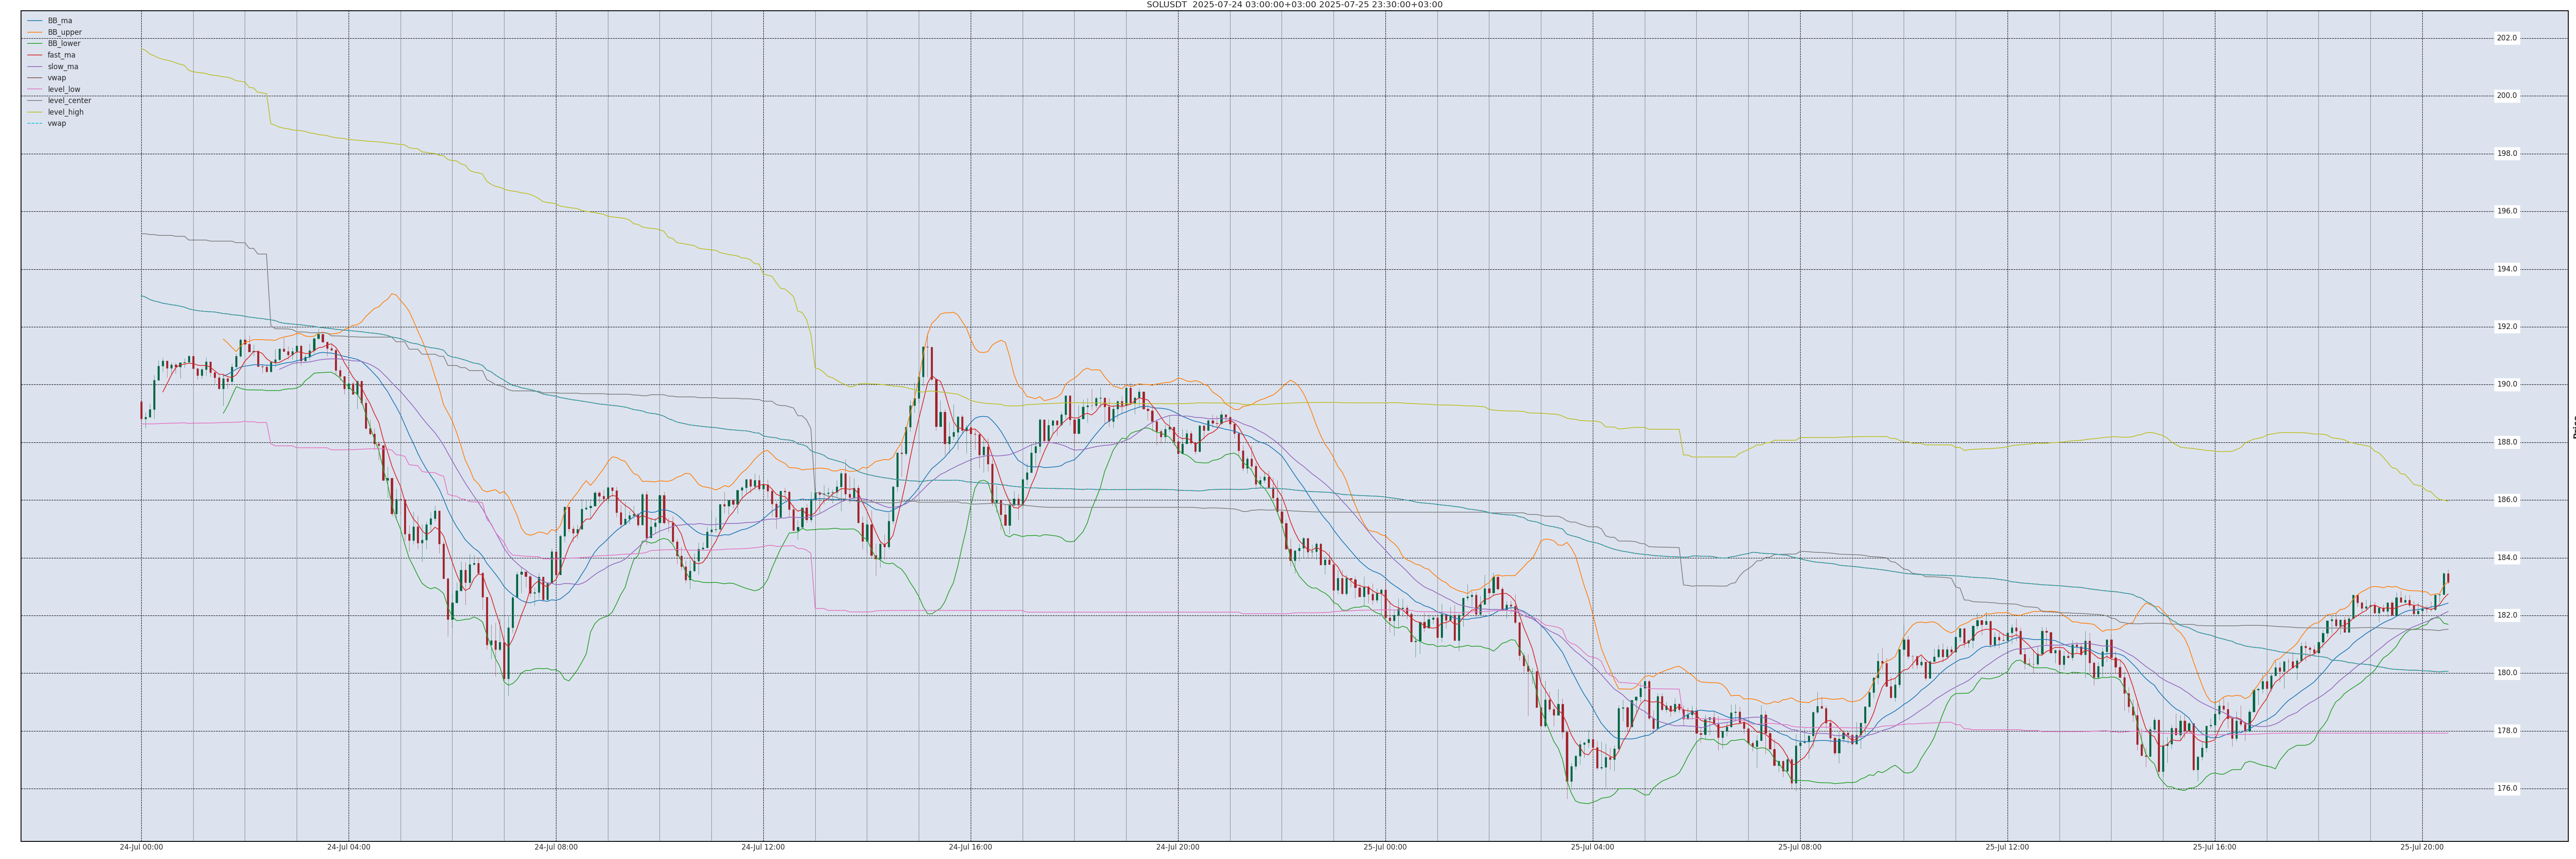 SOLUSDT 2025-07-24 03:00:00+03:00 2025-07-25 23:30:00+03:00
BB_ma
BB_upper
BB_lower
fast_ma
slow_ma
vwap
level_low
level_center
level_high
vwap
202.0
200.0
198.0
196.0
194.0
192.0
190.0
188.0
186.0
184.0
182.0
180.0
178.0
176.0
24-Jul 00:00 24-Jul 04:00 24-Jul 08:00 24-Jul 12:00 24-Jul 16:00 24-Jul 20:00 25-Jul 00:00 25-Jul 04:00 25-Jul 08:00 25-Jul 12:00 25-Jul 16:00 25-Jul 20:00